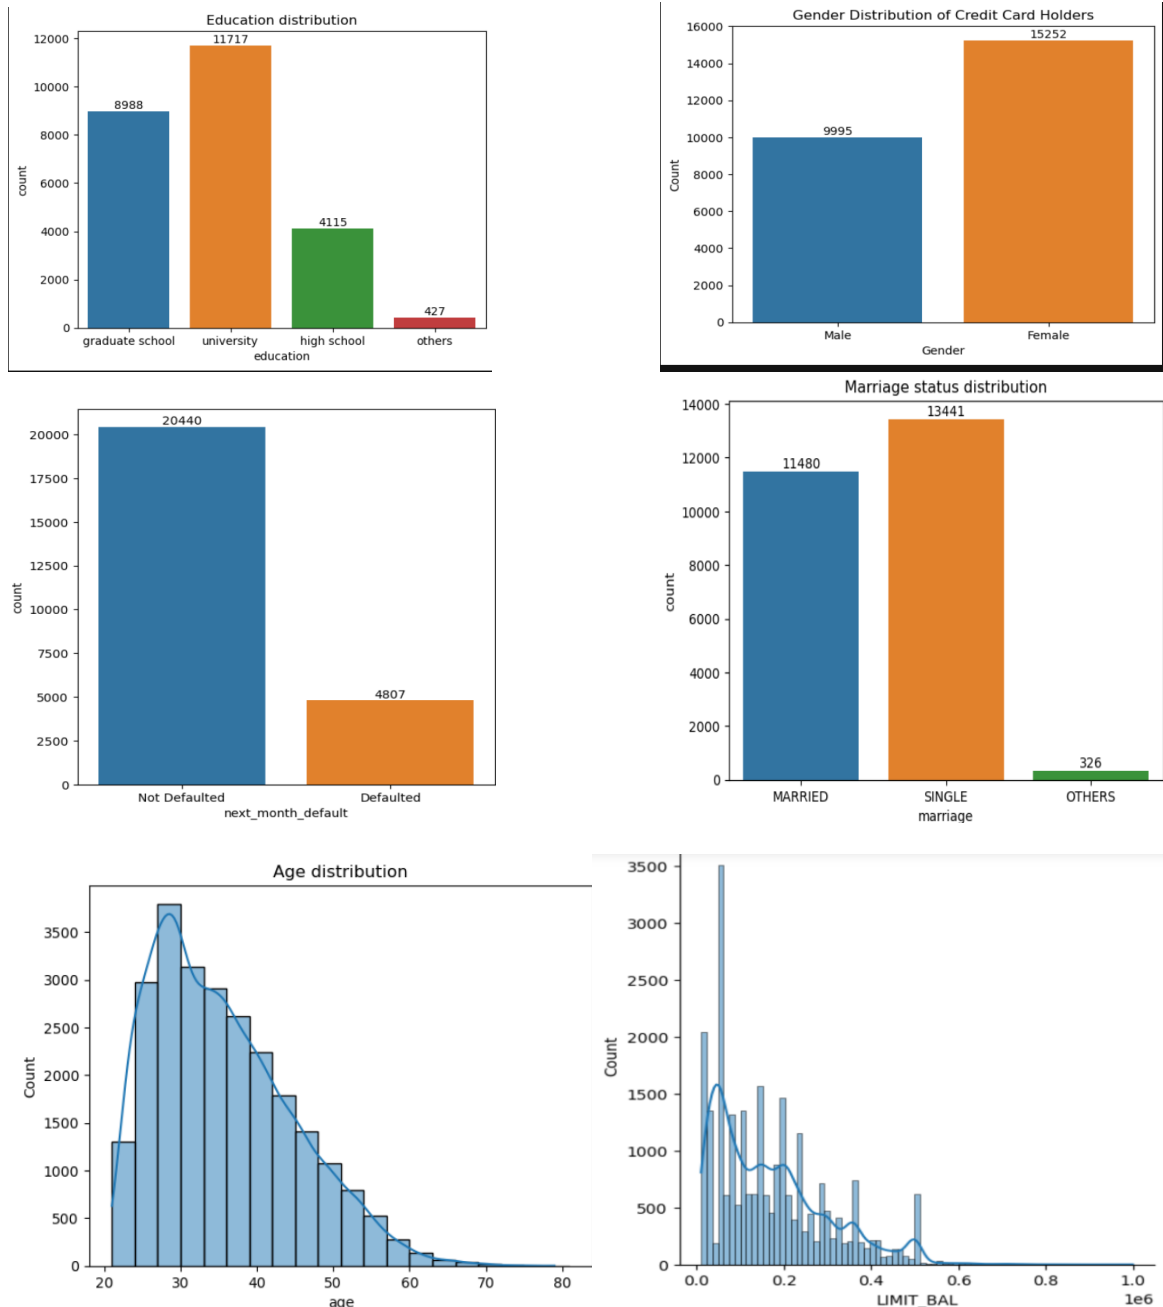 Education distribution
12000
10000
8000
6000
4000
2000
0
count
8988
11717
4115
427
graduate school university high school others
education
Gender Distribution of Credit Card Holders
16000
14000
12000
10000
8000
6000
4000
2000
0
Count
9995
15252
Male Female
Gender
20000
17500
15000
12500
10000
7500
5000
2500
0
count
20440
4807
Not Defaulted Defaulted
next_month_default
Marriage status distribution
14000
12000
10000
8000
6000
4000
2000
0
count
11480
13441
326
MARRIED SINGLE OTHERS
marriage
Age distribution
3500
3000
2500
2000
1500
1000
500
0
Count
20 30 40 50 60 70 80
age
3500
3000
2500
2000
1500
1000
500
0
Count
0.0 0.2 0.4 0.6 0.8 1.0
1e6
LIMIT_BAL